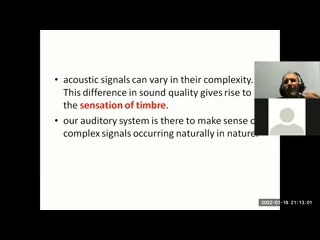 • acoustic signals can vary in their complexity.
This difference in sound quality gives rise to
the sensation of timbre.
• our auditory system is there to make sense
complex signals occurring naturally in nature.
2022-01-18 21:13:01